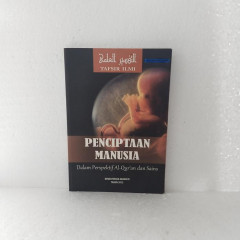 التفسير العلمي
TAFSIR ILMI
PENCIPTAAN
MANUSIA
Dalam Perspektif Al-Qur'an dan Sains